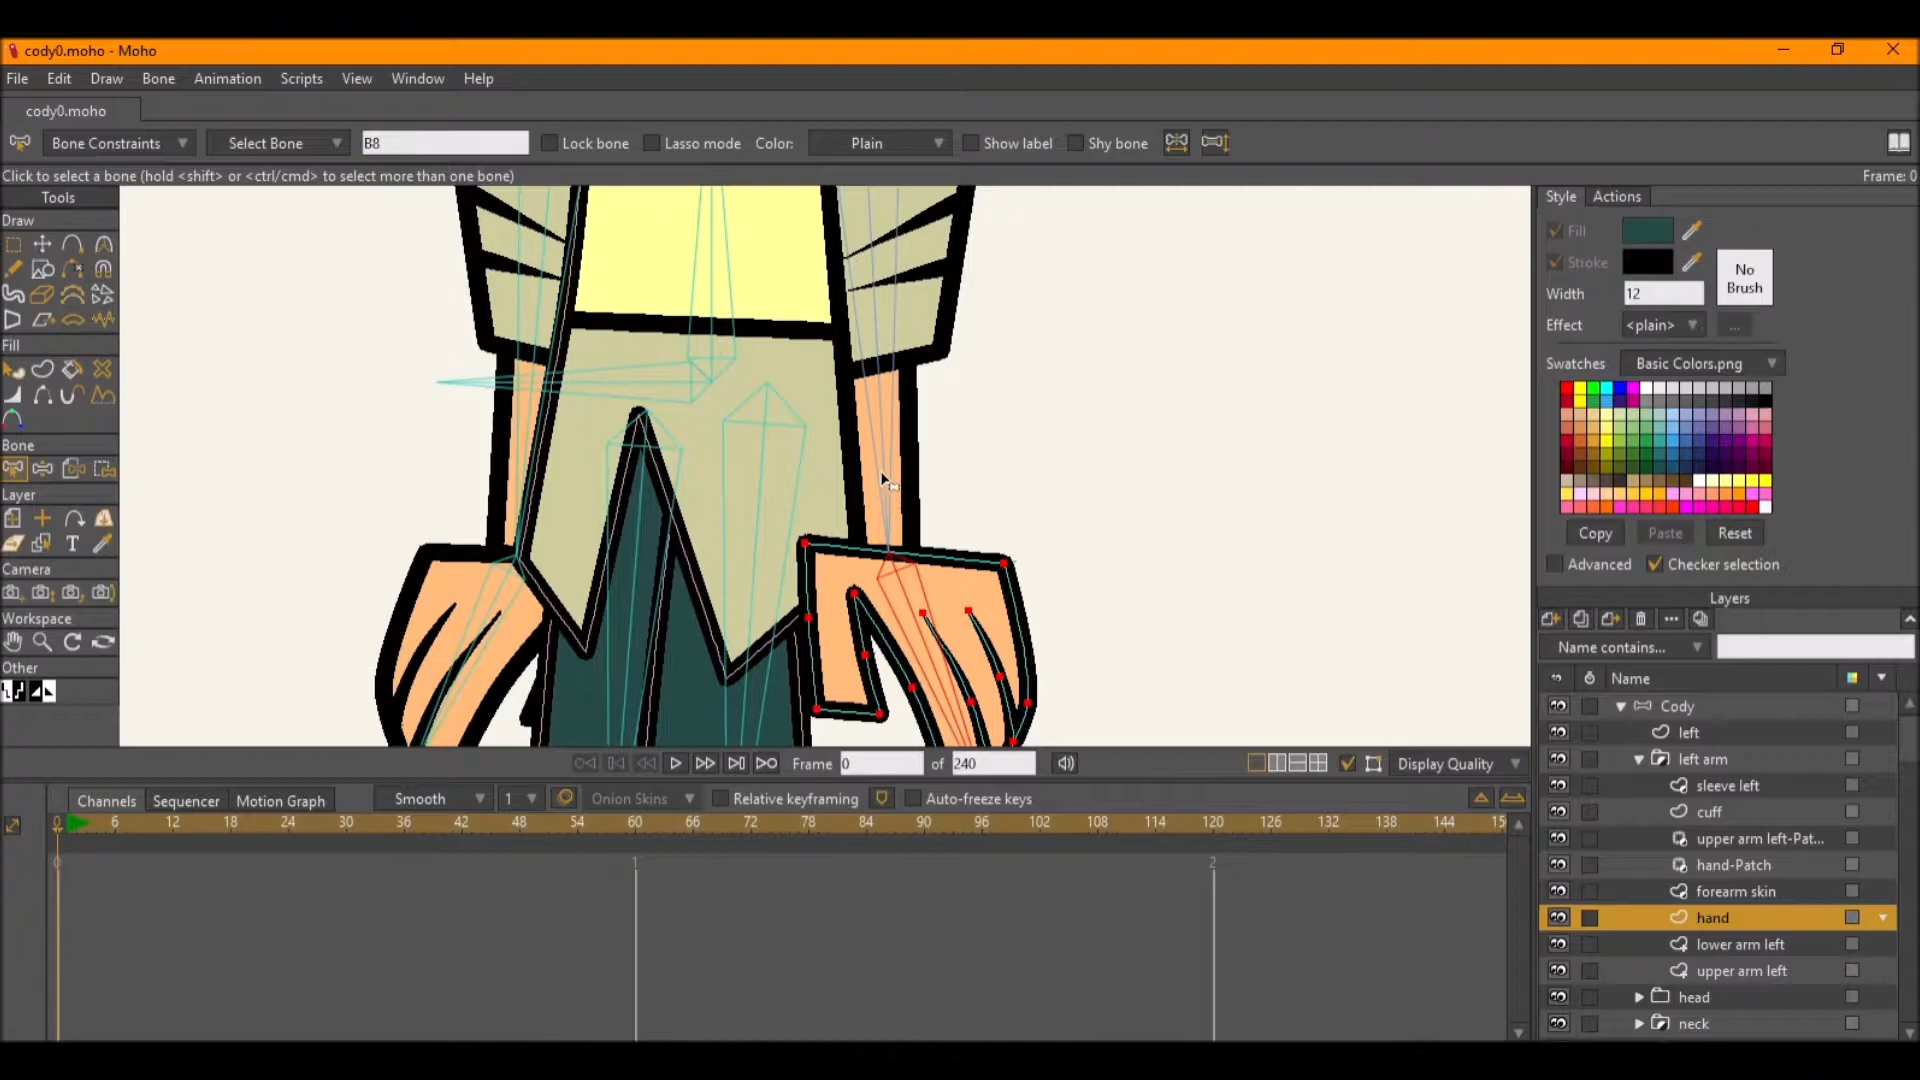 cody0.moho - Moho
File Edit Draw Bone Animation Scripts View Window Help
cody0.moho
Bone Constraints Select Bone B8 Lock bone Lasso mode Color: Plain Show label Shy bone
Click to select a bone (hold <shift> or <ctrl/cmd> to select more than one bone) Frame: 0
Tools
Draw
Fill
Bone
Layer
T
Camera
Workspace
Other
Style Actions
Fill
Stroke
No Brush
Width 12
Effect <plain> ...
Swatches Basic Colors.png
Copy Paste Reset
Advanced Checker selection
Layers
Name contains...
Name
Cody
left
left arm
sleeve left
cuff
upper arm left-Pat...
hand-Patch
forearm skin
hand
lower arm left
upper arm left
head
neck
Frame 0 of 240 Display Quality
Channels Sequencer Motion Graph Smooth 1 Onion Skins Relative keyframing Auto-freeze keys
0 6 12 18 24 30 36 42 48 54 60 66 72 78 84 90 96 102 108 114 120 126 132 138 144 15
0 1 2